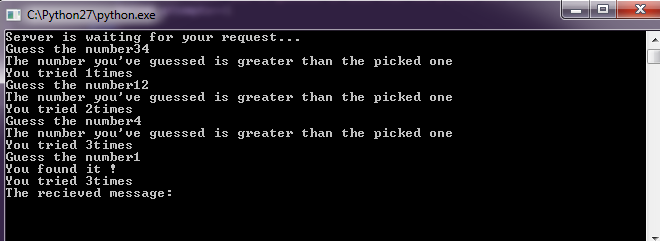 C:\Python27\python.exe
Server is waiting for your request...
Guess the number34
The number you've guessed is greater than the picked one
You tried 1times
Guess the number12
The number you've guessed is greater than the picked one
You tried 2times
Guess the number4
The number you've guessed is greater than the picked one
You tried 3times
Guess the number1
You found it !
You tried 3times
The recieved message: